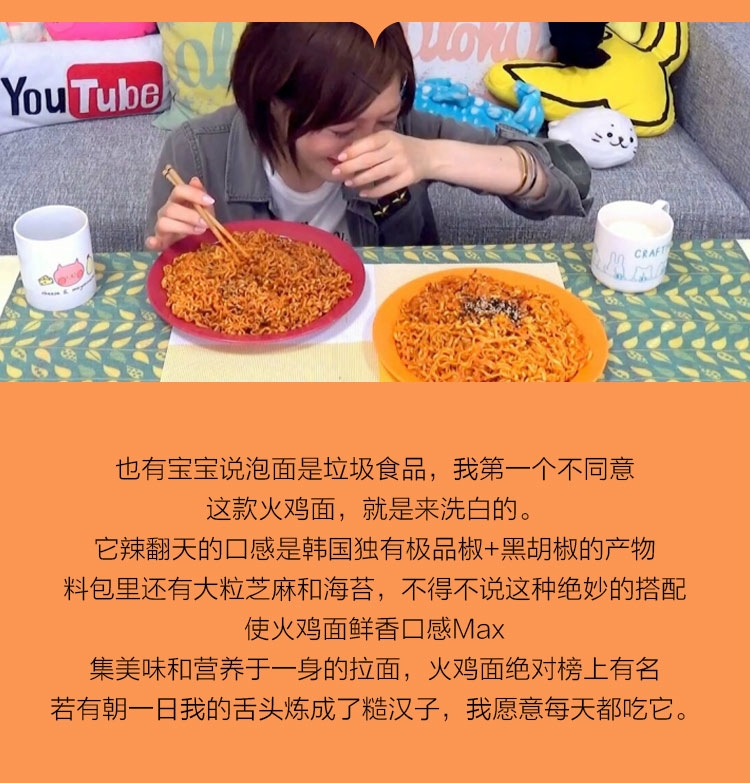 YouTube
aloha
CRAFT
也有宝宝说泡面是垃圾食品，我第一个不同意
这款火鸡面，就是来洗白的。
它辣翻天的口感是韩国独有极品椒+黑胡椒的产物
料包里还有大粒芝麻和海苔，不得不说这种绝妙的搭配
使火鸡面鲜香口感Max
集美味和营养于一身的拉面，火鸡面绝对榜上有名
若有朝一日我的舌头炼成了糙汉子，我愿意每天都吃它。